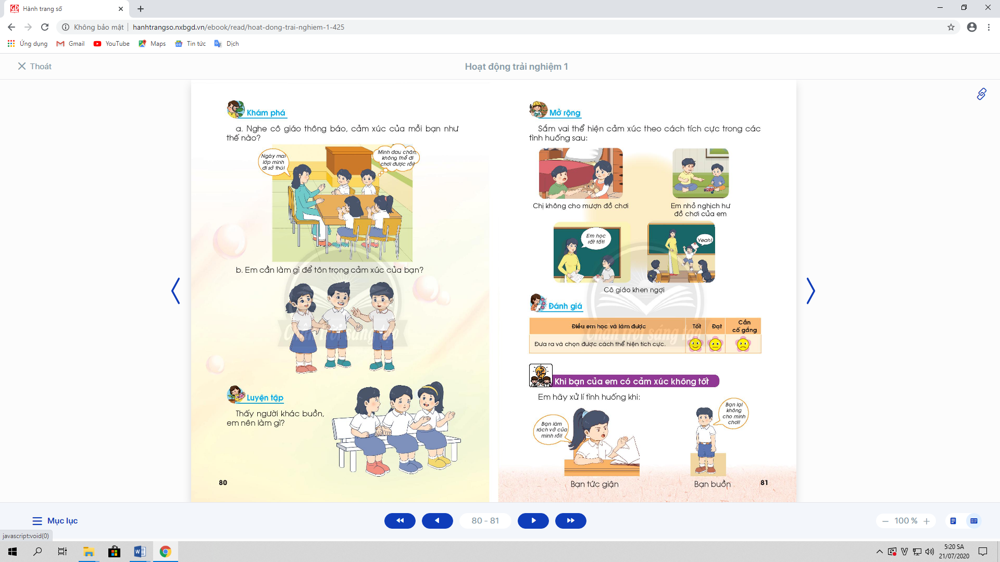 Hành trang số
Không bảo mật
hanhtrangso.nxbgd.vn/ebook/read/hoat-dong-trai-nghiem-1-425
Ứng dụng
Gmail
YouTube
Maps
Tin tức
Dịch
Thoát
Hoạt động trải nghiệm 1
Khám phá
a. Nghe cô giáo thông báo, cảm xúc của mỗi bạn như
thế nào?
Ngày mai
lớp mình
đi sở thú!
Mình đau chân,
không thể đi
chơi được rồi!
b. Em cần làm gì để tôn trọng cảm xúc của bạn?
Chân trời sáng tạo
Luyện tập
Thấy người khác buồn,
em nên làm gì?
80
Mở rộng
Sắm vai thể hiện cảm xúc theo cách tích cực trong các
tình huống sau:
Chị không cho mượn đồ chơi
Em nhỏ nghịch hư
đồ chơi của em
Em học
rất tốt!
Yeah!
Cô giáo khen ngợi
Đánh giá
Điều em học và làm được
Tốt
Đạt
Cần
cố gắng
Chân trời sáng tạo
Đưa ra và chọn được cách thể hiện tích cực.
Khi bạn của em có cảm xúc không tốt
Em hãy xử lí tình huống khi:
Bạn làm
rách vở của
mình rồi!
Bạn lại
không
cho mình
chơi!
Bạn tức giận
Bạn buồn
81
Mục lục
80 - 81
100 %
javascript:void(0)
5:20 SA
21/07/2020